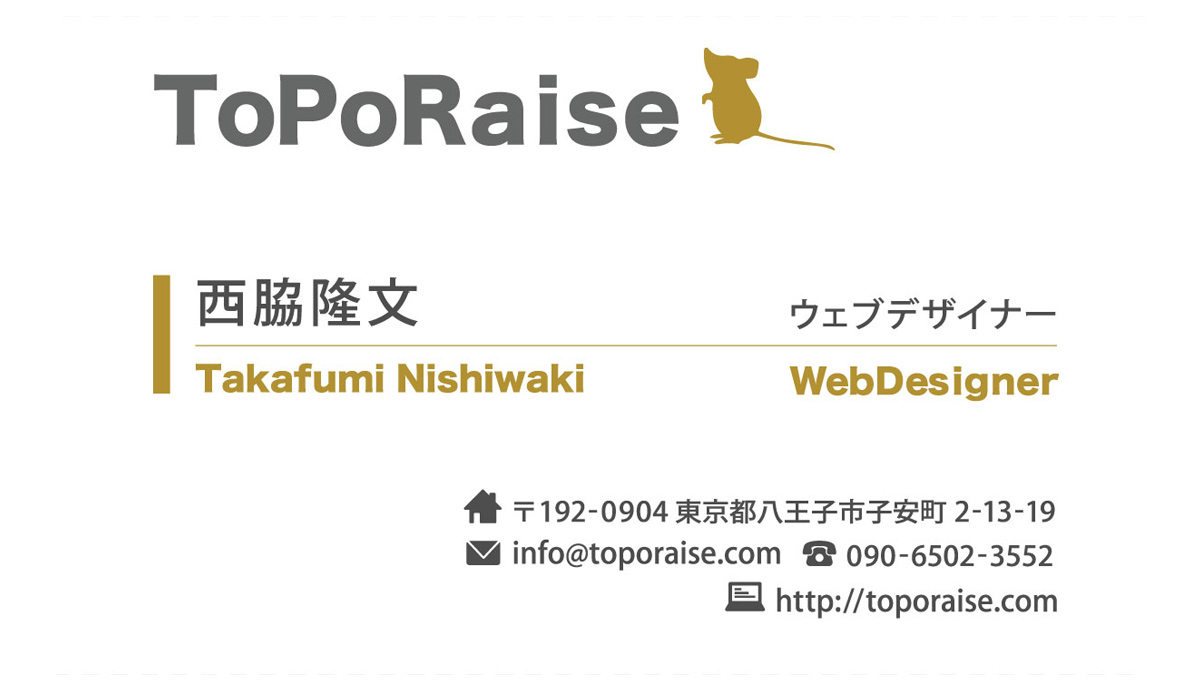 ToPoRaise
西脇隆文 ウェブデザイナー
Takafumi Nishiwaki WebDesigner
〒192-0904 東京都八王子市子安町 2-13-19
info@toporaise.com 090-6502-3552
http://toporaise.com